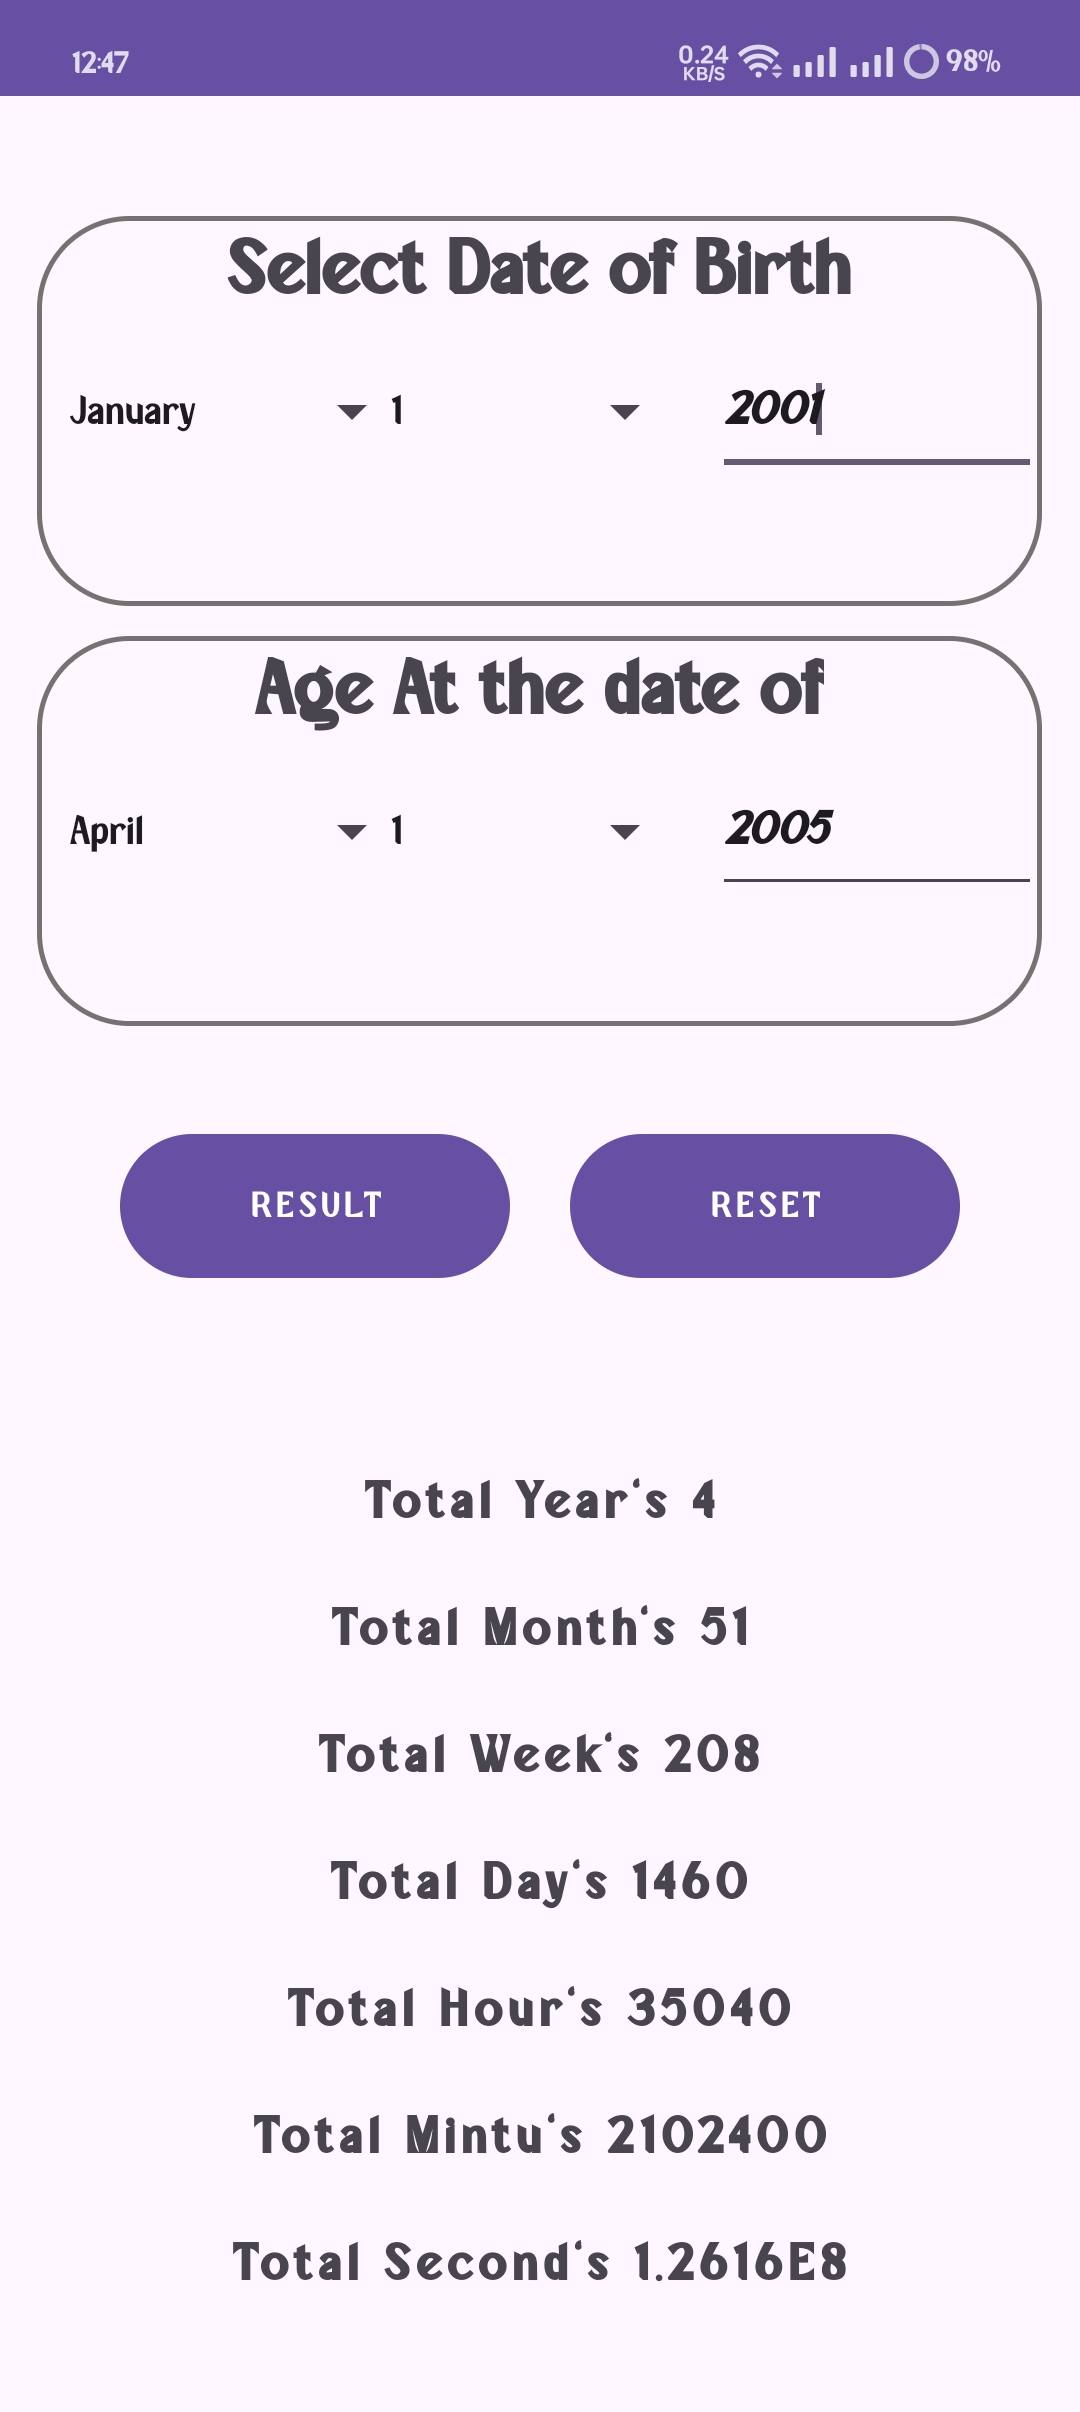 12:47 0.24 KB/S 98%
Select Date of Birth
January 1 2001
Age At the date of
April 1 2005
RESULT RESET
Total Year's 4
Total Month's 51
Total Week's 208
Total Day's 1460
Total Hour's 35040
Total Mintu's 2102400
Total Second's 1.2616E8